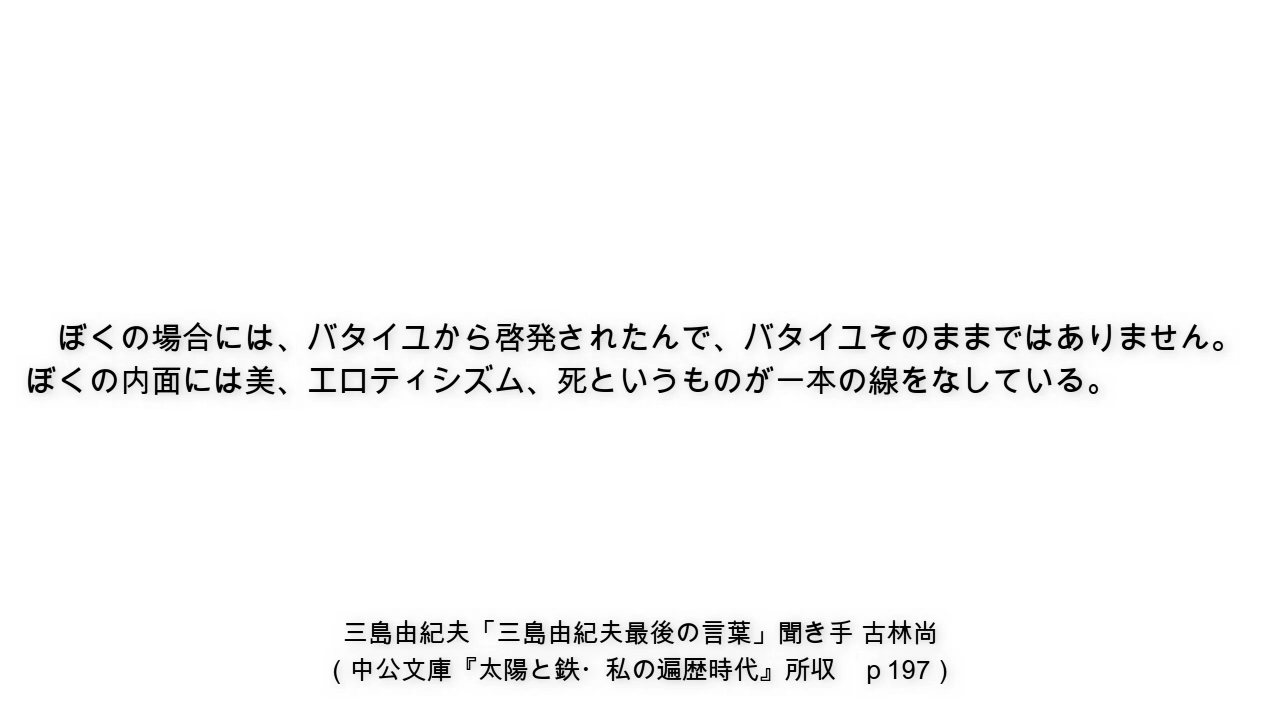 ぼくの場合には、バタイユから啓発されたんで、バタイユそのままではありません。
ぼくの内面には美、エロティシズム、死というものが一本の線をなしている。
三島由紀夫「三島由紀夫最後の言葉」聞き手 古林尚
（中公文庫『太陽と鉄・私の遍歴時代』所収　p 197）